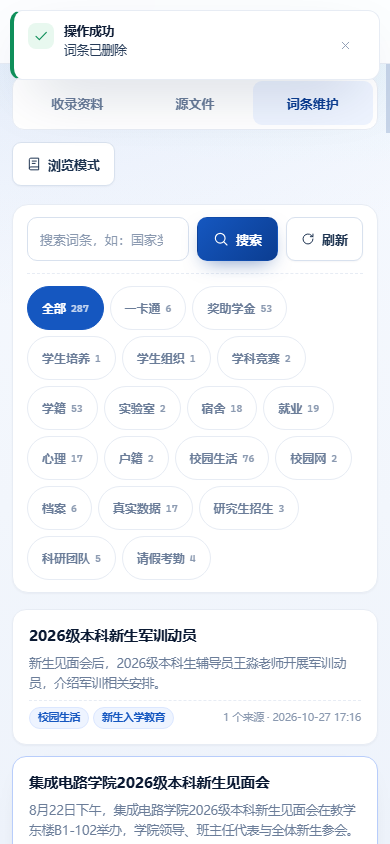 操作成功
词条已删除
收录资料 源文件 词条维护
浏览模式
搜索词条，如：国家奖 搜索 刷新
全部 287 一卡通 6 奖助学金 53
学生培养 1 学生组织 1 学科竞赛 2
学籍 53 实验室 2 宿舍 18 就业 19
心理 17 户籍 2 校园生活 76 校园网 2
档案 6 真实数据 17 研究生招生 3
科研团队 5 请假考勤 4
2026级本科新生军训动员
新生见面会后，2026级本科生辅导员王淼老师开展军训动
员，介绍军训相关安排。
校园生活 新生入学教育 1 个来源 · 2026-10-27 17:16
集成电路学院2026级本科新生见面会
8月22日下午，集成电路学院2026级本科新生见面会在教学
东楼B1-102举办，学院领导、班主任代表与全体新生参会。